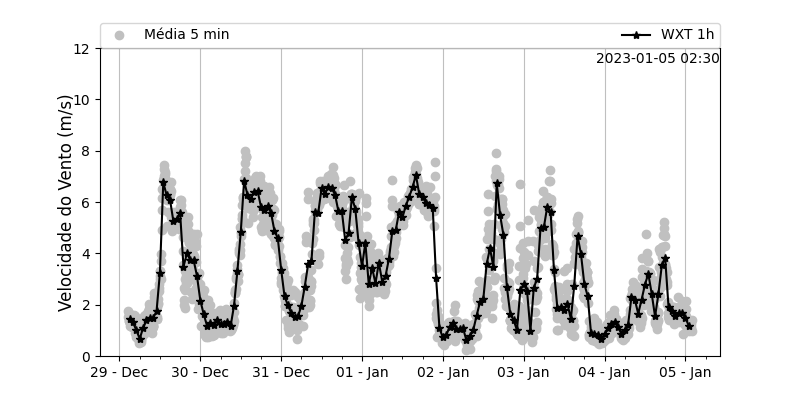 Média 5 min
WXT 1h
2023-01-05 02:30
Velocidade do Vento (m/s)
12
10
8
6
4
2
0
29 - Dec
30 - Dec
31 - Dec
01 - Jan
02 - Jan
03 - Jan
04 - Jan
05 - Jan